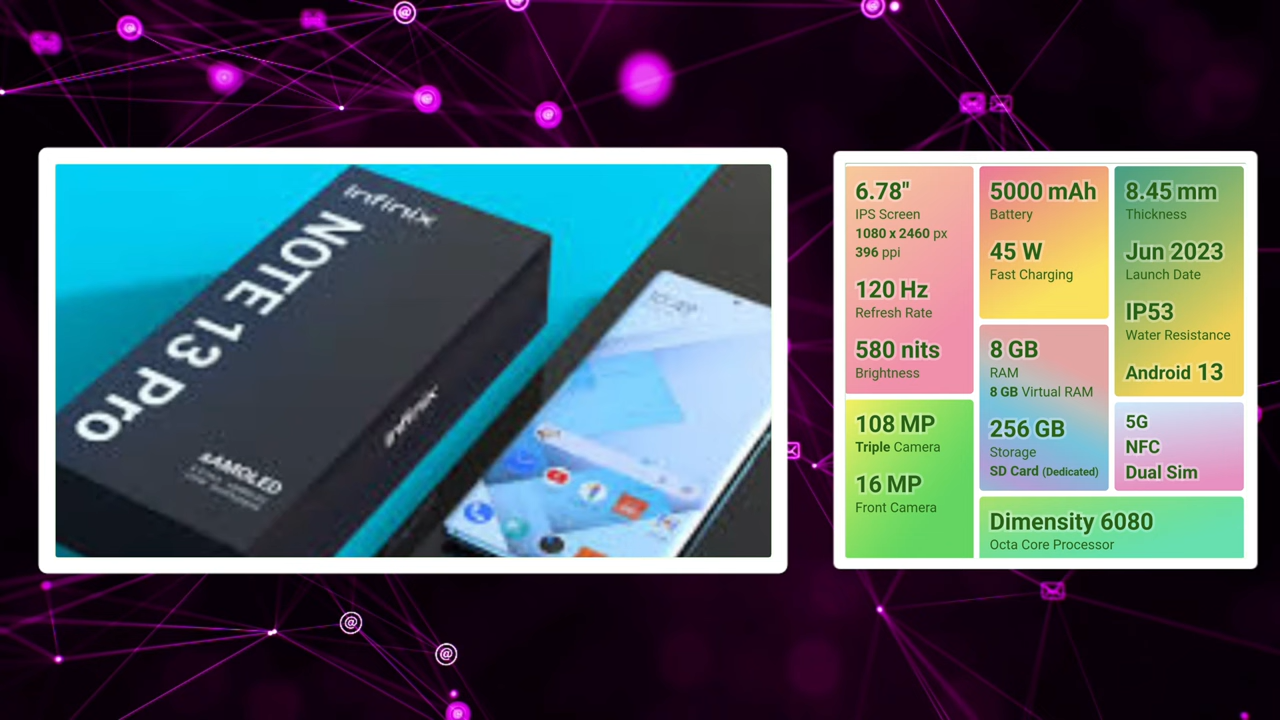 infinix
NOTE 13 Pro
AMOLED
infinix
6.78"
IPS Screen
1080 x 2460 px
396 ppi
120 Hz
Refresh Rate
580 nits
Brightness
108 MP
Triple Camera
16 MP
Front Camera
5000 mAh
Battery
45 W
Fast Charging
8 GB
RAM
8 GB Virtual RAM
256 GB
Storage
SD Card (Dedicated)
8.45 mm
Thickness
Jun 2023
Launch Date
IP53
Water Resistance
Android 13
5G
NFC
Dual Sim
Dimensity 6080
Octa Core Processor